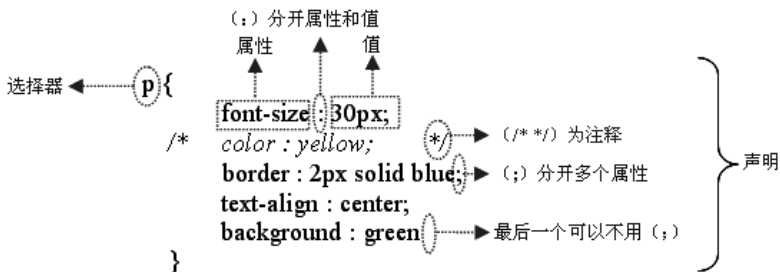 （:）分开属性和值
属性 值
选择器 p {
font-size : 30px;
/* color : yellow; */ （/* */）为注释
border : 2px solid blue; （;）分开多个属性
声明
text-align : center;
background : green 最后一个可以不用（;）
}